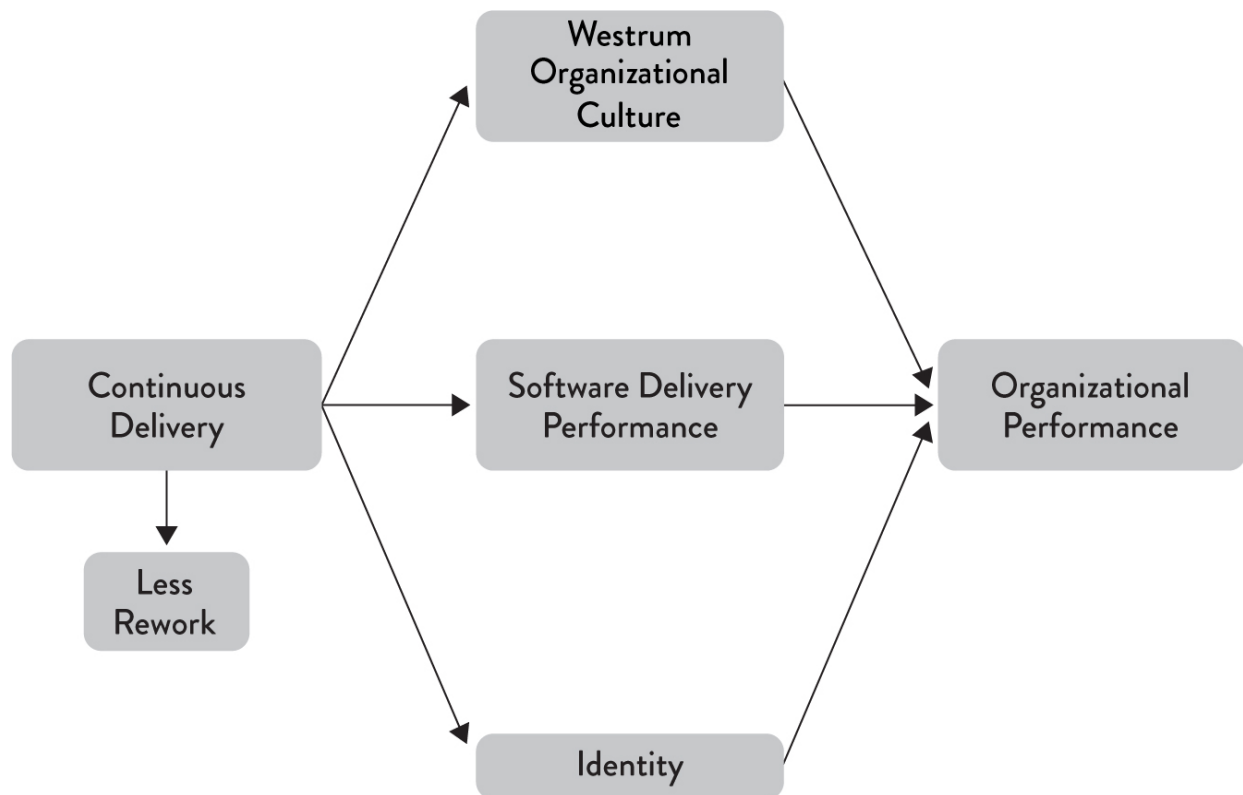 Westrum
Organizational
Culture
Continuous
Delivery
Software Delivery
Performance
Organizational
Performance
Less
Rework
Identity